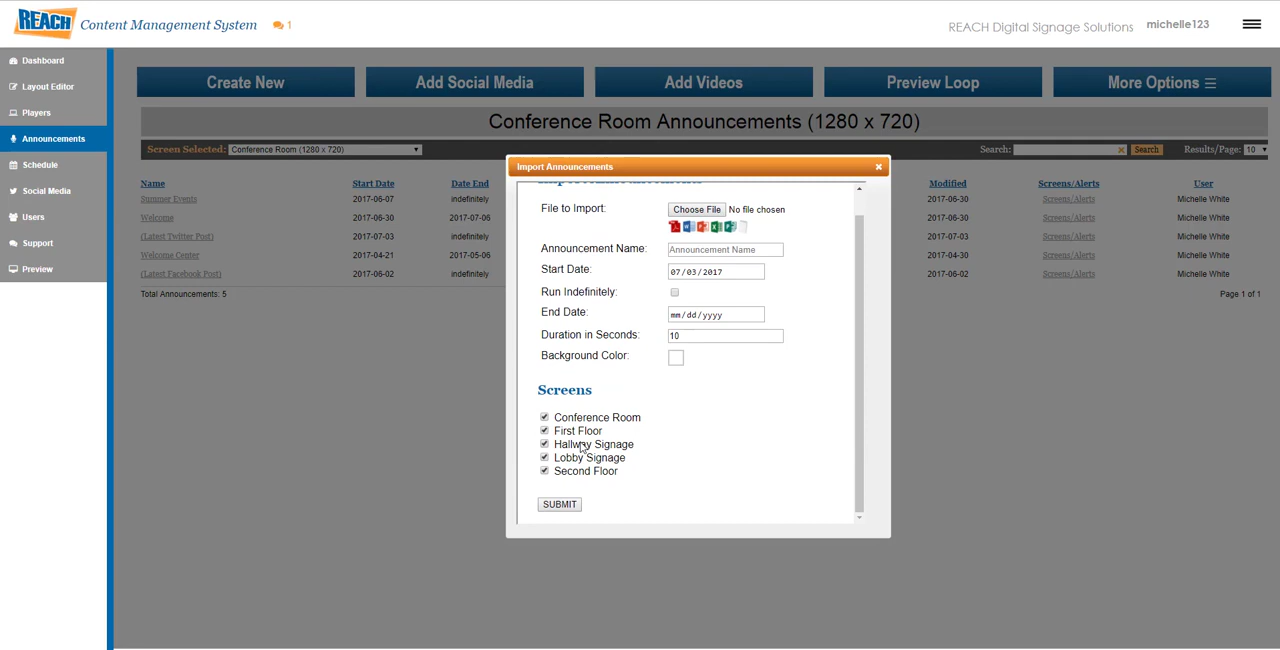 REACH Content Management System 1 REACH Digital Signage Solutions michelle123
Dashboard
Layout Editor
Players
Announcements
Schedule
Social Media
Users
Support
Preview
Create New Add Social Media Add Videos Preview Loop More Options
Conference Room Announcements (1280 x 720)
Screen Selected: Conference Room (1280 x 720) Search: x Search Results/Page: 10
Name Start Date Date End Modified Screens/Alerts User
Summer Events 2017-06-07 indefinitely 2017-06-30 Screens/Alerts Michelle White
Welcome 2017-06-30 2017-07-06 2017-06-30 Screens/Alerts Michelle White
(Latest Twitter Post) 2017-07-03 indefinitely 2017-07-03 Screens/Alerts Michelle White
Welcome Center 2017-04-21 2017-05-06 2017-04-30 Screens/Alerts Michelle White
(Latest Facebook Post) 2017-06-02 indefinitely 2017-06-02 Screens/Alerts Michelle White
Total Announcements: 5 Page 1 of 1
Import Announcements
File to Import: Choose File No file chosen
Announcement Name: Announcement Name
Start Date: 07/03/2017
Run Indefinitely:
End Date: mm/dd/yyyy
Duration in Seconds: 10
Background Color:
Screens
Conference Room
First Floor
Hallway Signage
Lobby Signage
Second Floor
SUBMIT